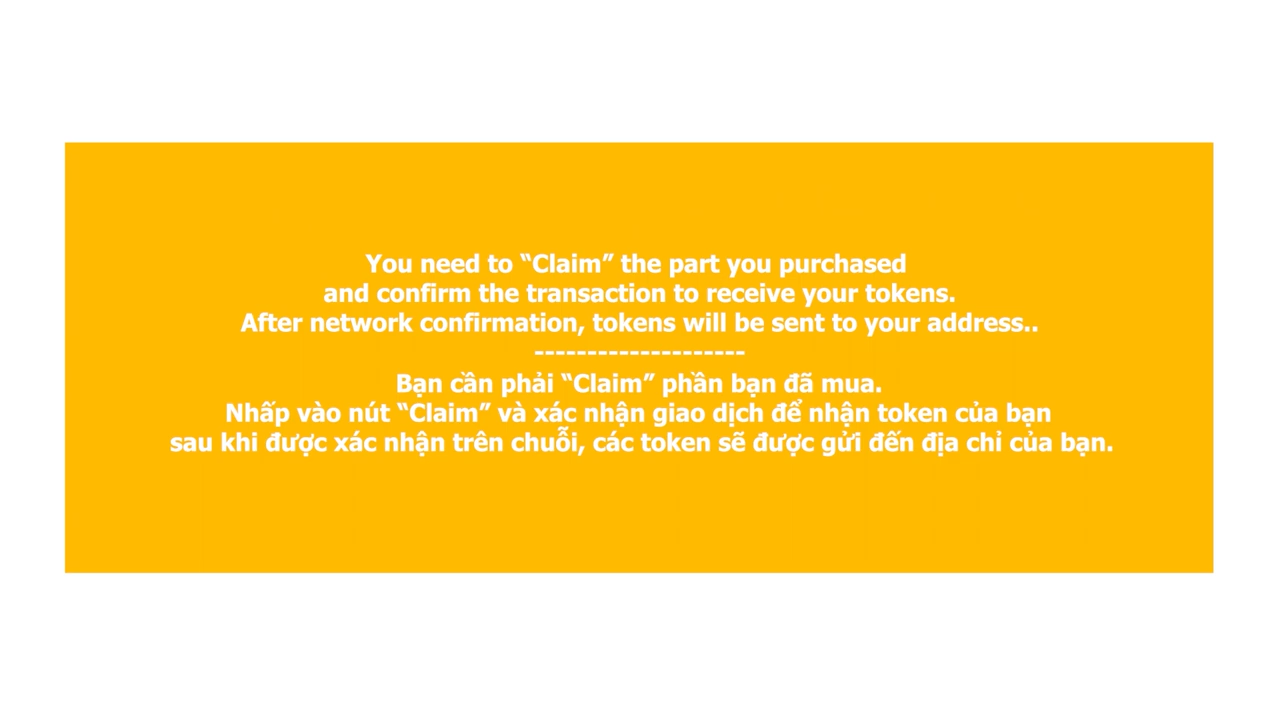 You need to “Claim” the part you purchased
and confirm the transaction to receive your tokens.
After network confirmation, tokens will be sent to your address..
--------------------
Bạn cần phải “Claim” phần bạn đã mua.
Nhấp vào nút “Claim” và xác nhận giao dịch để nhận token của bạn
sau khi được xác nhận trên chuỗi, các token sẽ được gửi đến địa chỉ của bạn.